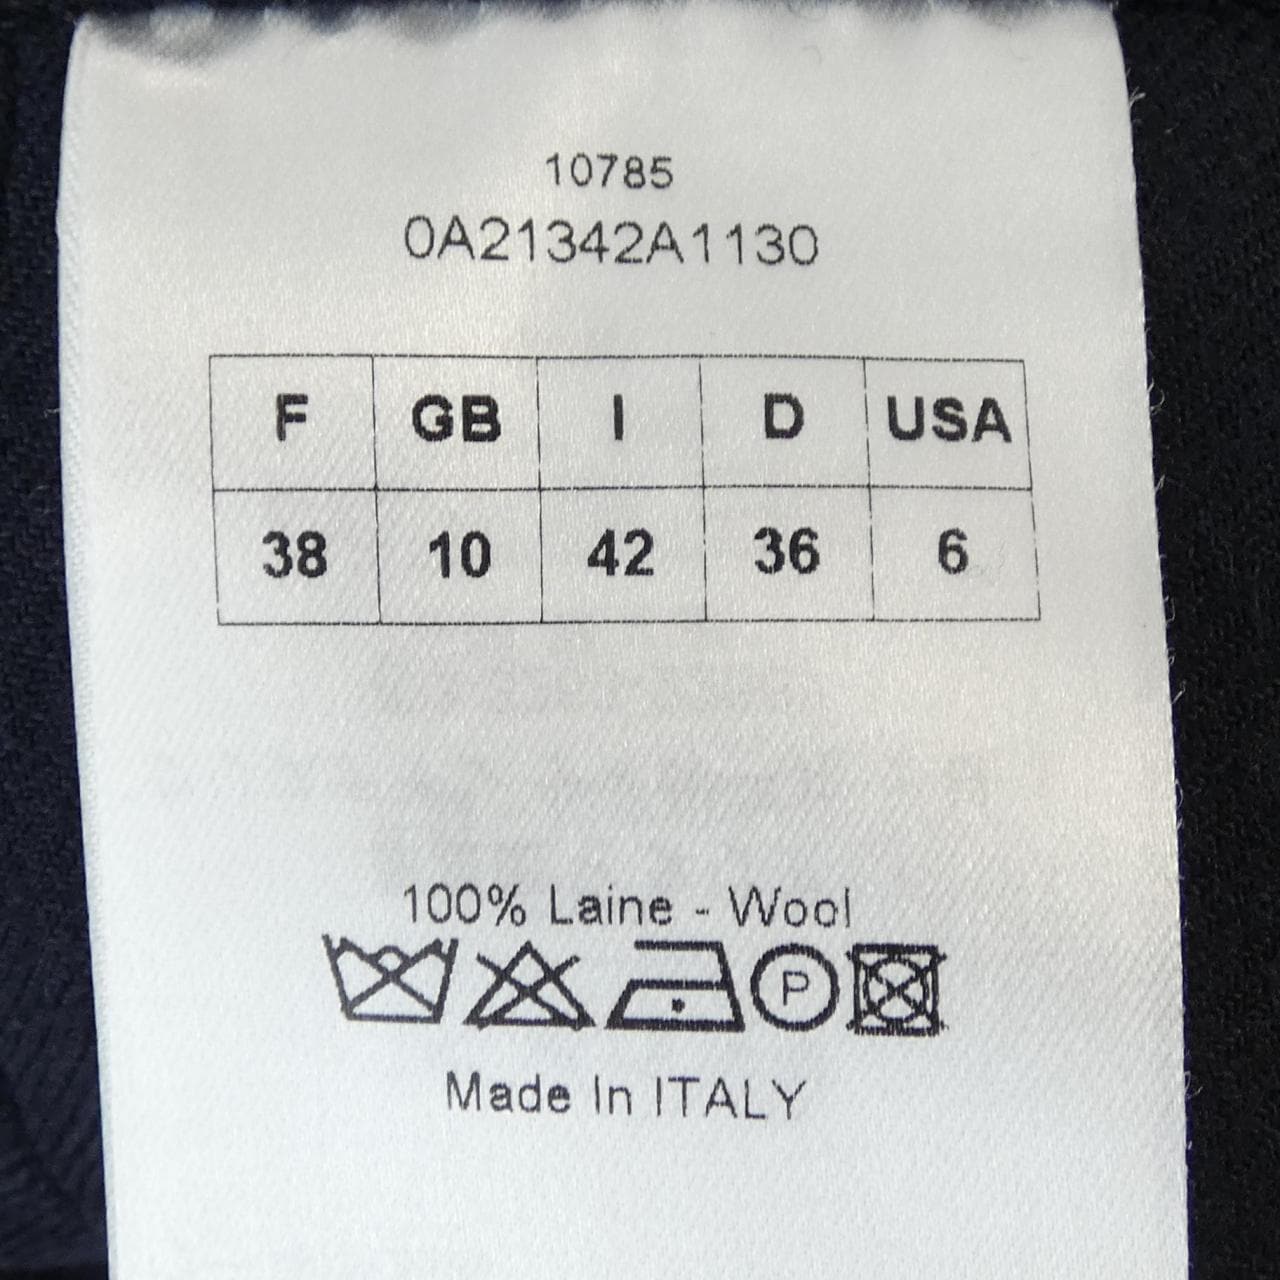 10785
0A21342A1130
F GB I D USA
38 10 42 36 6
100% Laine - Wool
P
Made In ITALY